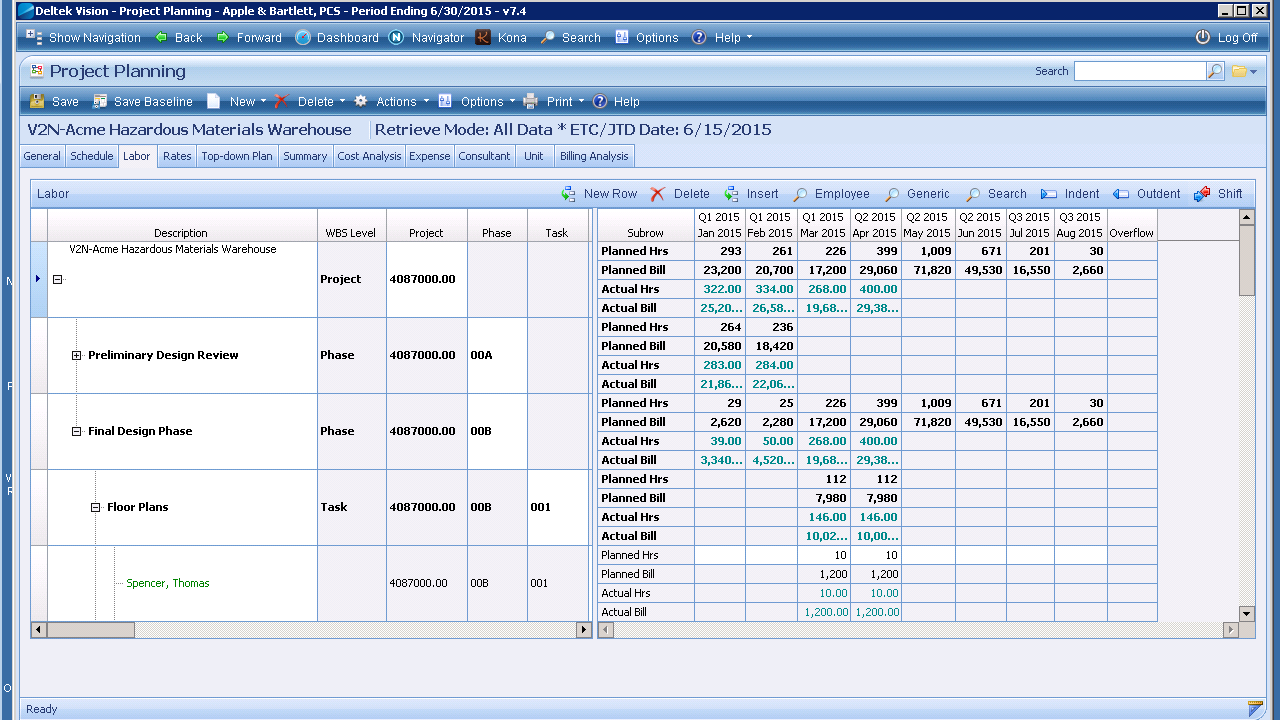 Deltek Vision - Project Planning - Apple & Bartlett, PCS - Period Ending 6/30/2015 - v7.4
Show Navigation Back Forward Dashboard Navigator Kona Search Options Help Log Off
Project Planning Search
Save Save Baseline New Delete Actions Options Print Help
V2N-Acme Hazardous Materials Warehouse Retrieve Mode: All Data * ETC/JTD Date: 6/15/2015
General Schedule Labor Rates Top-down Plan Summary Cost Analysis Expense Consultant Unit Billing Analysis
Labor New Row Delete Insert Employee Generic Search Indent Outdent Shift
Q1 2015 Q1 2015 Q1 2015 Q2 2015 Q2 2015 Q2 2015 Q3 2015 Q3 2015
Description WBS Level Project Phase Task Subrow Jan 2015 Feb 2015 Mar 2015 Apr 2015 May 2015 Jun 2015 Jul 2015 Aug 2015 Overflow
V2N-Acme Hazardous Materials Warehouse Planned Hrs 293 261 226 399 1,009 671 201 30
Planned Bill 23,200 20,700 17,200 29,060 71,820 49,530 16,550 2,660
Project 4087000.00
Actual Hrs 322.00 334.00 268.00 400.00
Actual Bill 25,20... 26,58... 19,68... 29,38...
Planned Hrs 264 236
Planned Bill 20,580 18,420
Preliminary Design Review Phase 4087000.00 00A
Actual Hrs 283.00 284.00
Actual Bill 21,86... 22,06...
Planned Hrs 29 25 226 399 1,009 671 201 30
Planned Bill 2,620 2,280 17,200 29,060 71,820 49,530 16,550 2,660
Final Design Phase Phase 4087000.00 00B
Actual Hrs 39.00 50.00 268.00 400.00
Actual Bill 3,340... 4,520... 19,68... 29,38...
Planned Hrs 112 112
Planned Bill 7,980 7,980
Floor Plans Task 4087000.00 00B 001
Actual Hrs 146.00 146.00
Actual Bill 10,02... 10,00...
Planned Hrs 10 10
Planned Bill 1,200 1,200
Spencer, Thomas 4087000.00 00B 001
Actual Hrs 10.00 10.00
Actual Bill 1,200.00 1,200.00
Ready